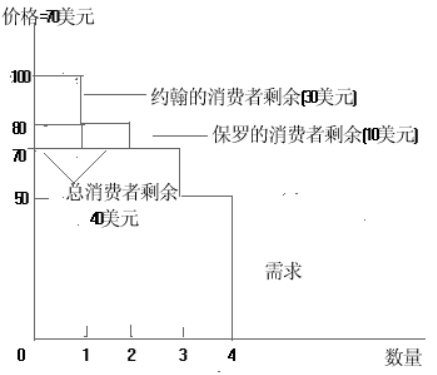 价格=70美元
100
约翰的消费者剩余(30美元)
80
保罗的消费者剩余(10美元)
70
总消费者剩余
40美元
50
需求
0 1 2 3 4 数量